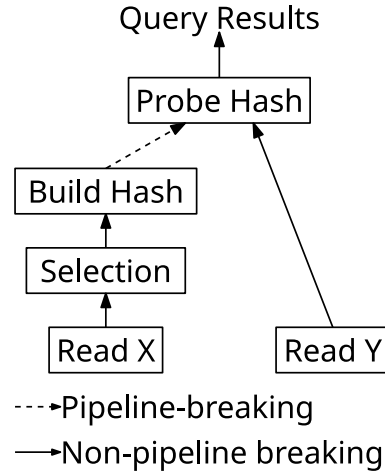 Query Results
Probe Hash
Build Hash
Selection
Read X
Read Y
Pipeline-breaking
Non-pipeline breaking